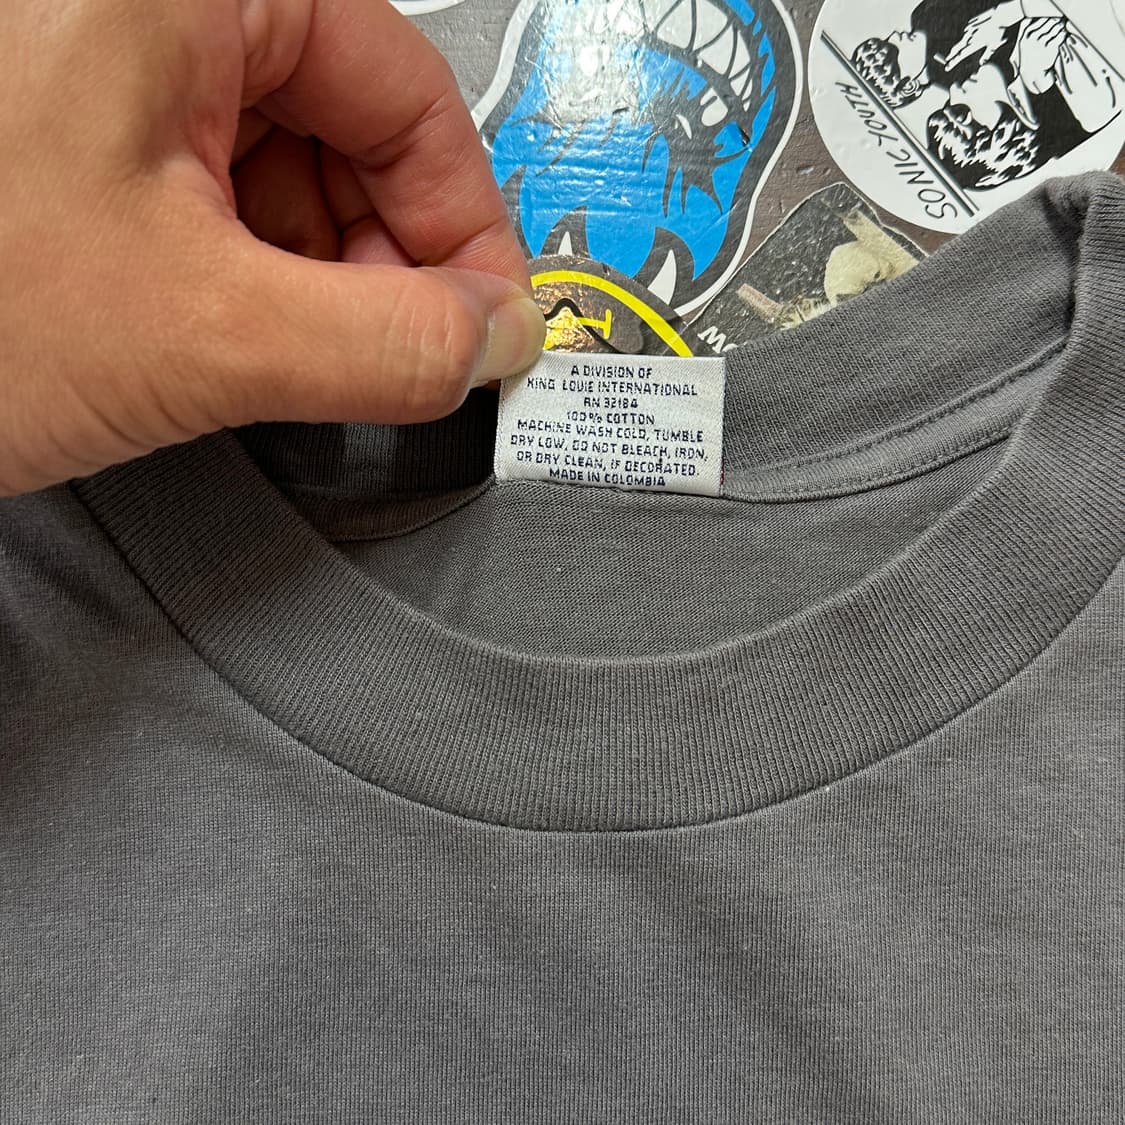 SONIC YOUTH
A DIVISION OF
KING LOUIE INTERNATIONAL
RN 32184
100% COTTON
MACHINE WASH COLD, TUMBLE
DRY LOW, DO NOT BLEACH, IRON,
OR DRY CLEAN, IF DECORATED.
MADE IN COLOMBIA